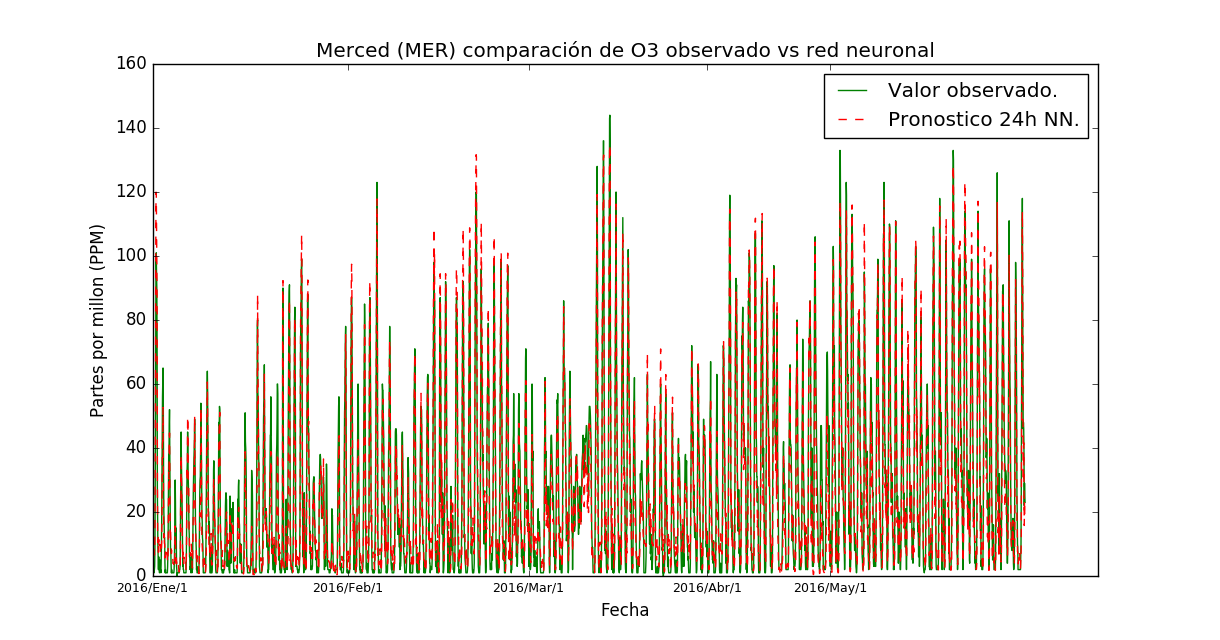 Merced (MER) comparación de O3 observado vs red neuronal
160
140
120
100
80
60
40
20
0
Partes por millon (PPM)
Valor observado.
Pronostico 24h NN.
2016/Ene/1 2016/Feb/1 2016/Mar/1 2016/Abr/1 2016/May/1
Fecha